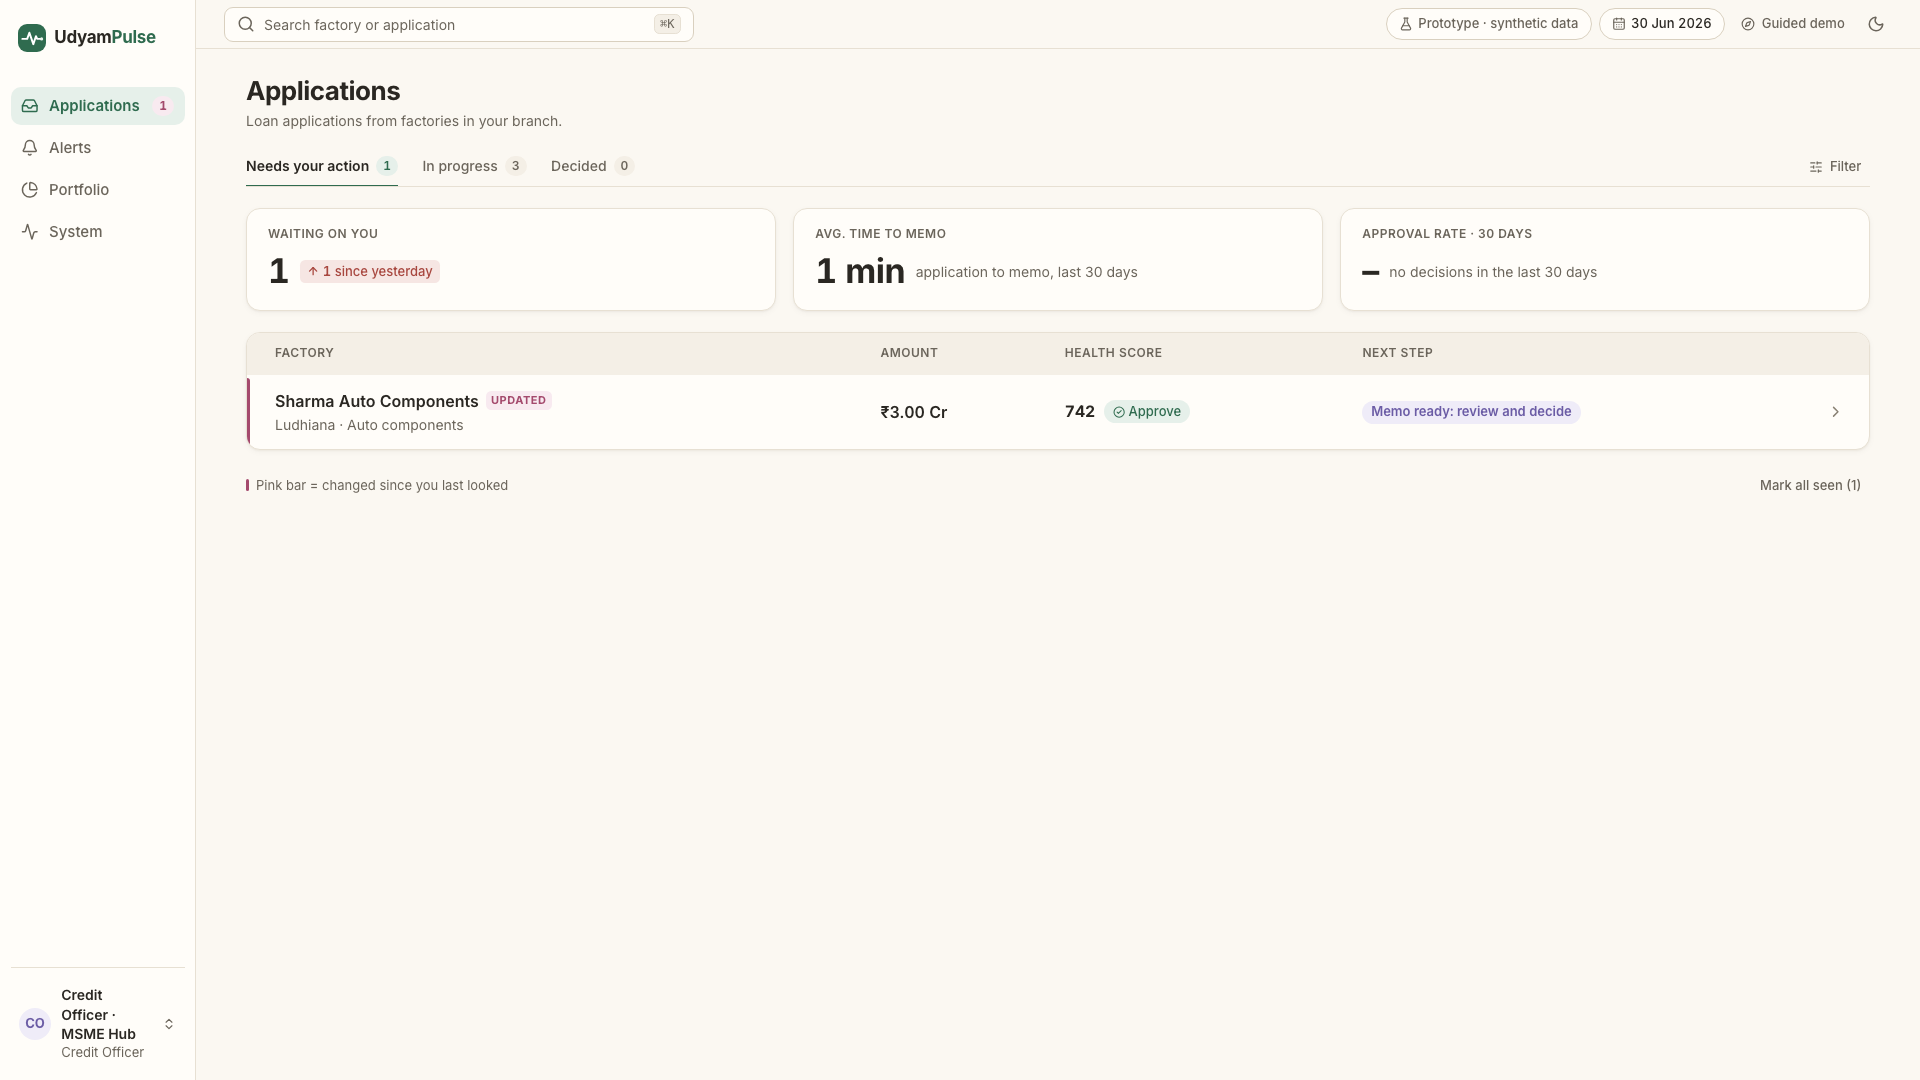 UdyamPulse
Search factory or application
⌘K
Prototype · synthetic data
30 Jun 2026
Guided demo
Applications 1
Alerts
Portfolio
System
Applications
Loan applications from factories in your branch.
Needs your action 1
In progress 3
Decided 0
Filter
WAITING ON YOU
1 ↑ 1 since yesterday
AVG. TIME TO MEMO
1 min application to memo, last 30 days
APPROVAL RATE · 30 DAYS
– no decisions in the last 30 days
FACTORY AMOUNT HEALTH SCORE NEXT STEP
Sharma Auto Components UPDATED
Ludhiana · Auto components
₹3.00 Cr
742 Approve
Memo ready: review and decide
Pink bar = changed since you last looked
Mark all seen (1)
CO
Credit
Officer ·
MSME Hub
Credit Officer